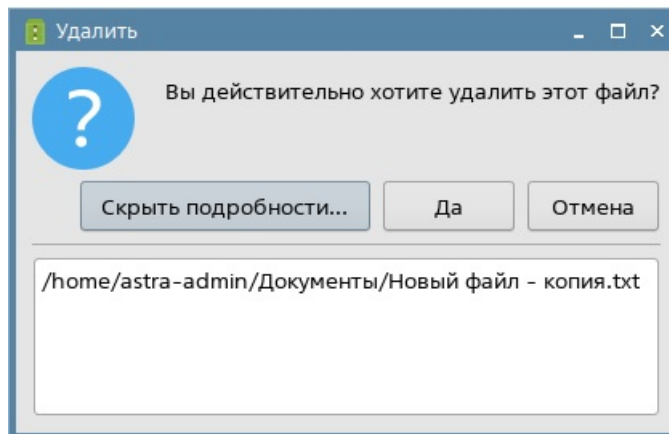 Удалить
Вы действительно хотите удалить этот файл?
Скрыть подробности... Да Отмена
/home/astra-admin/Документы/Новый файл - копия.txt